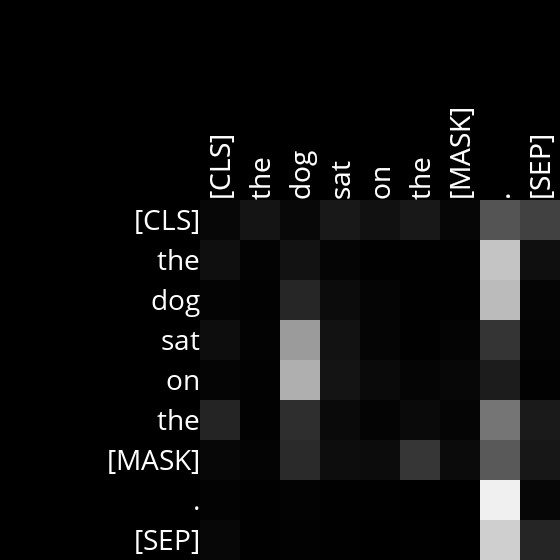 [CLS] the dog sat on the [MASK] . [SEP]
[CLS]
the
dog
sat
on
the
[MASK]
.
[SEP]